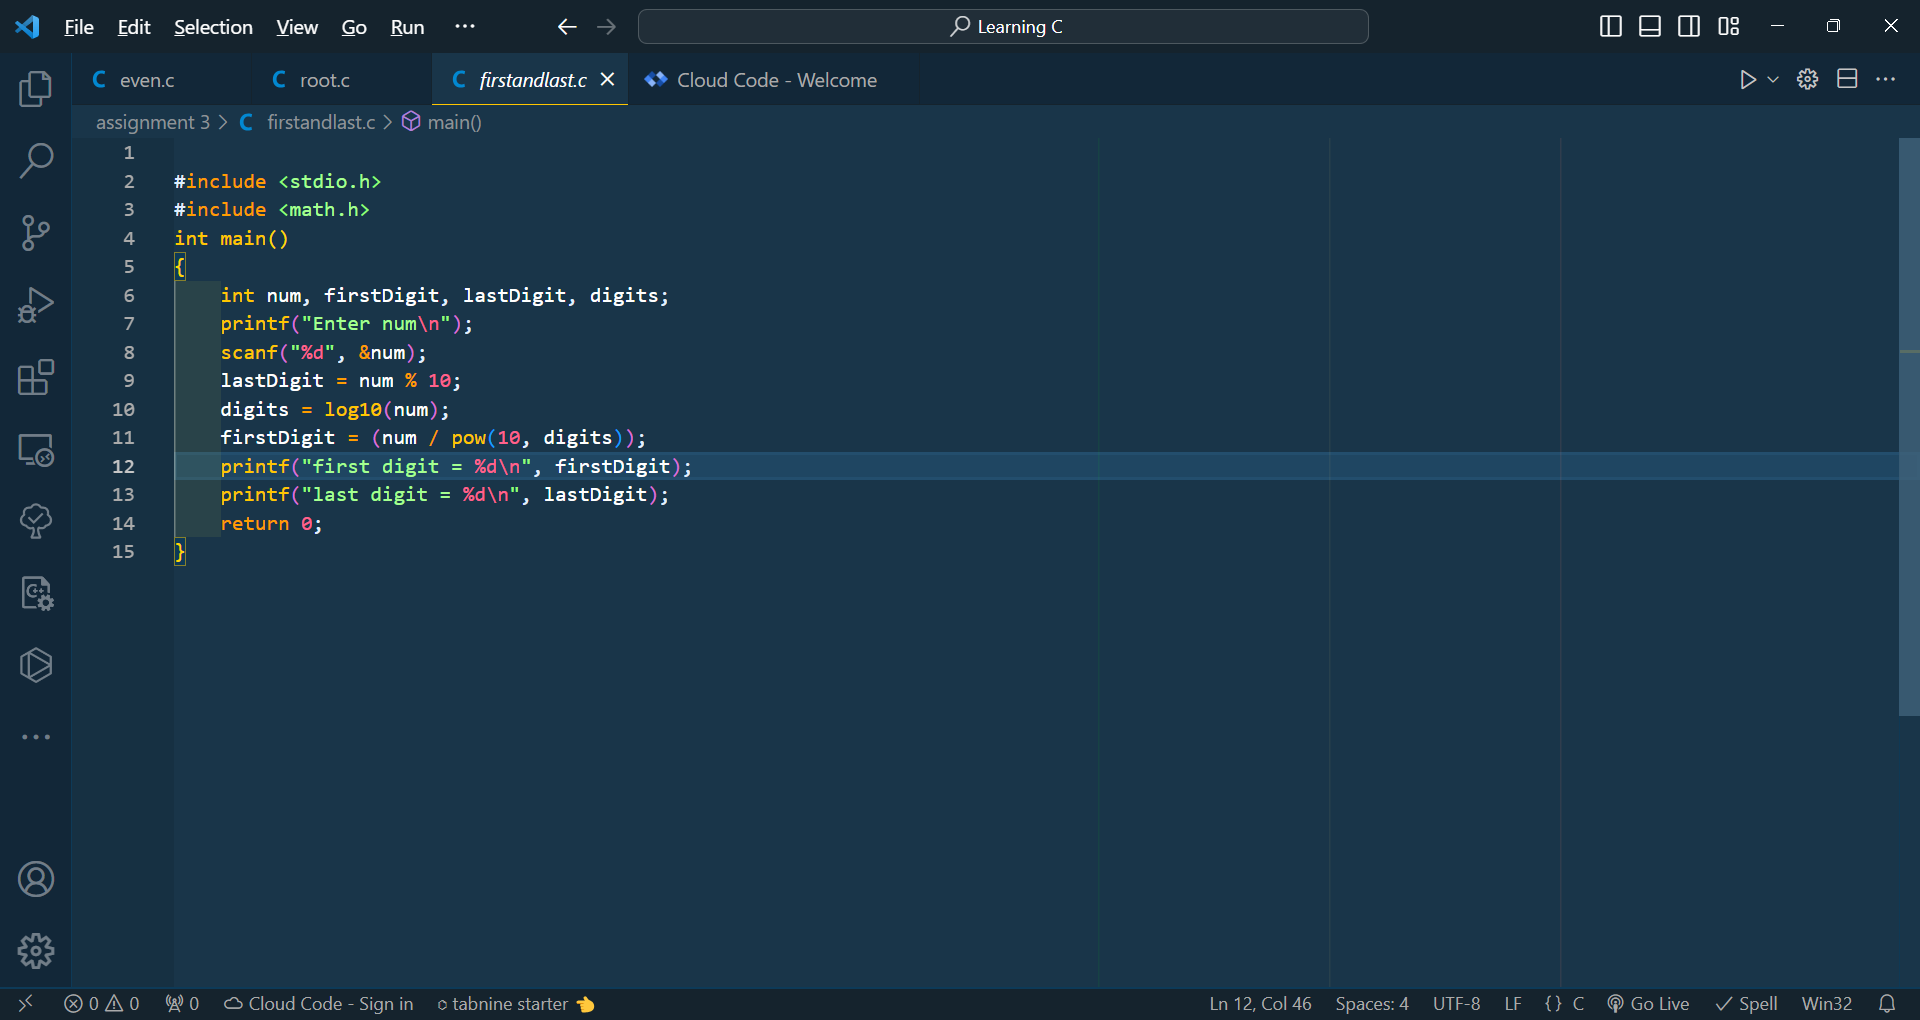 File Edit Selection View Go Run ··· Learning C
even.c root.c firstandlast.c Cloud Code - Welcome
assignment 3 > C firstandlast.c > main()
1
2 #include <stdio.h>
3 #include <math.h>
4 int main()
5 {
6 int num, firstDigit, lastDigit, digits;
7 printf("Enter num\n");
8 scanf("%d", &num);
9 lastDigit = num % 10;
10 digits = log10(num);
11 firstDigit = (num / pow(10, digits));
12 printf("first digit = %d\n", firstDigit);
13 printf("last digit = %d\n", lastDigit);
14 return 0;
15 }
0 0 0 Cloud Code - Sign in tabnine starter Ln 12, Col 46 Spaces: 4 UTF-8 LF {} C Go Live Spell Win32